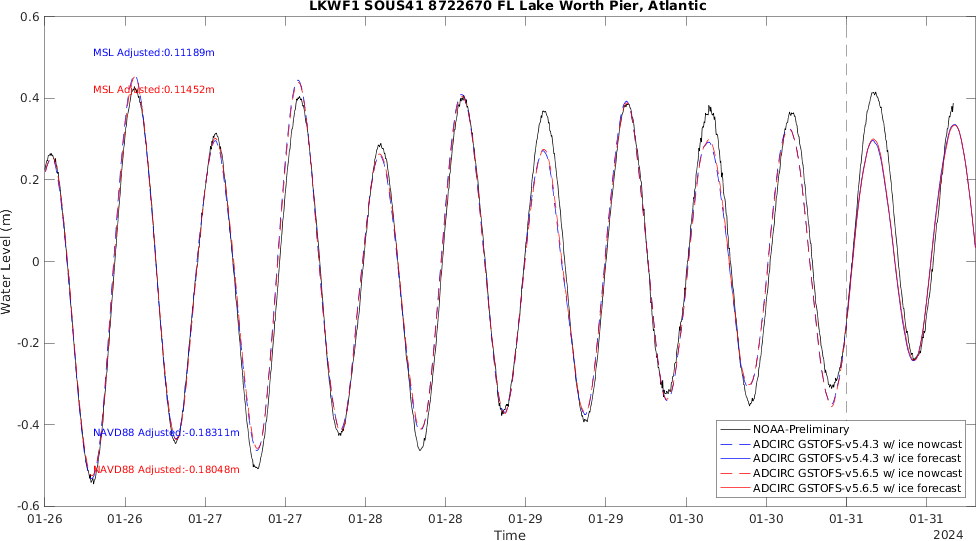 LKWF1 SOUS41 8722670 FL Lake Worth Pier, Atlantic
0.6
MSL Adjusted:0.11189m
MSL Adjusted:0.11452m
0.4
0.2
0
-0.2
-0.4
-0.6
Water Level (m)
NAVD88 Adjusted:-0.18311m
NAVD88 Adjusted:-0.18048m
NOAA-Preliminary
ADCIRC GSTOFS-v5.4.3 w/ ice nowcast
ADCIRC GSTOFS-v5.4.3 w/ ice forecast
ADCIRC GSTOFS-v5.6.5 w/ ice nowcast
ADCIRC GSTOFS-v5.6.5 w/ ice forecast
01-26 01-26 01-27 01-27 01-28 01-28 01-29 01-29 01-30 01-30 01-31 01-31
Time
2024